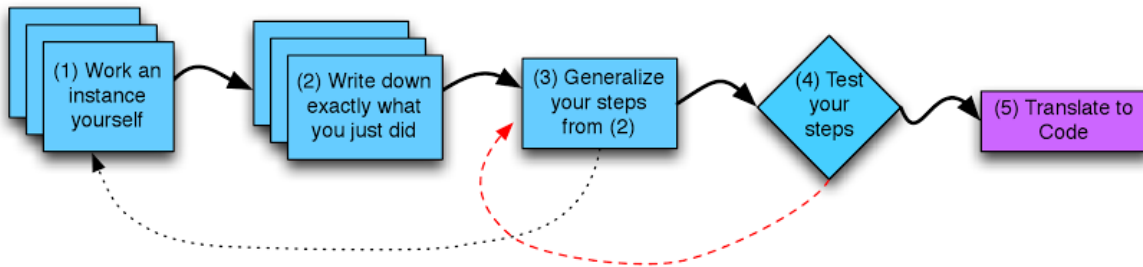 (1) Work an
instance
yourself
(2) Write down
exactly what
you just did
(3) Generalize
your steps
from (2)
(4) Test
your
steps
(5) Translate to
Code